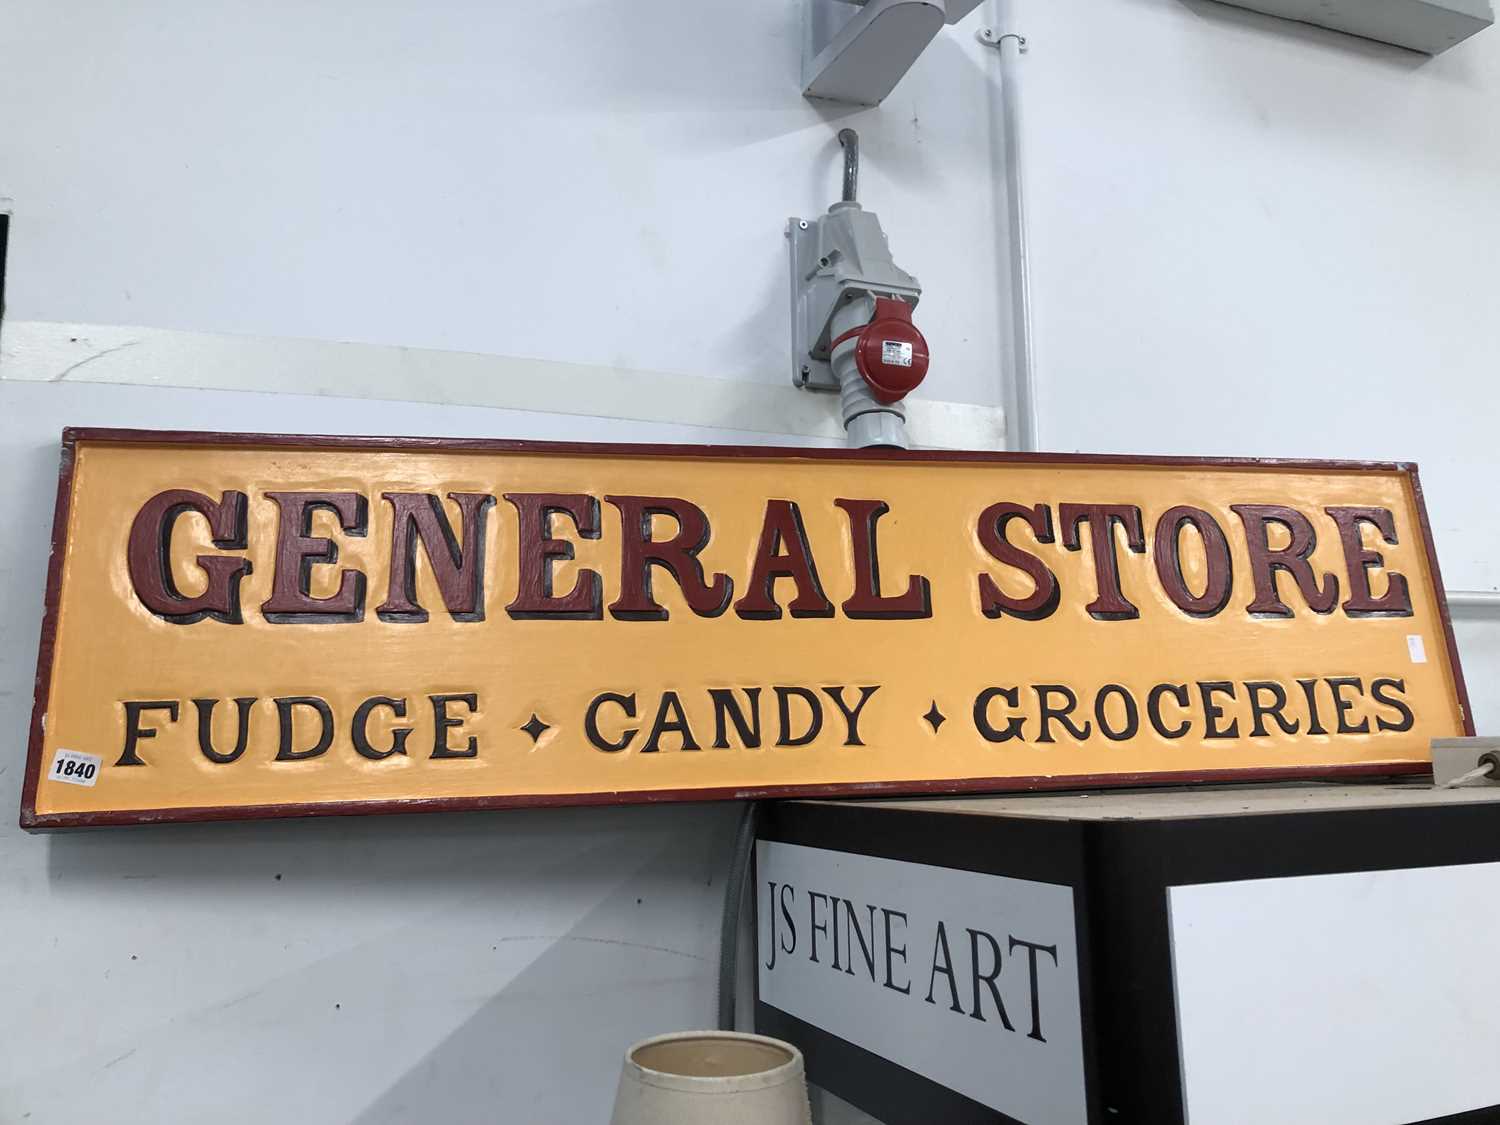 GENERAL STORE
FUDGE ✦ CANDY ✦ GROCERIES
1840
JS FINE ART